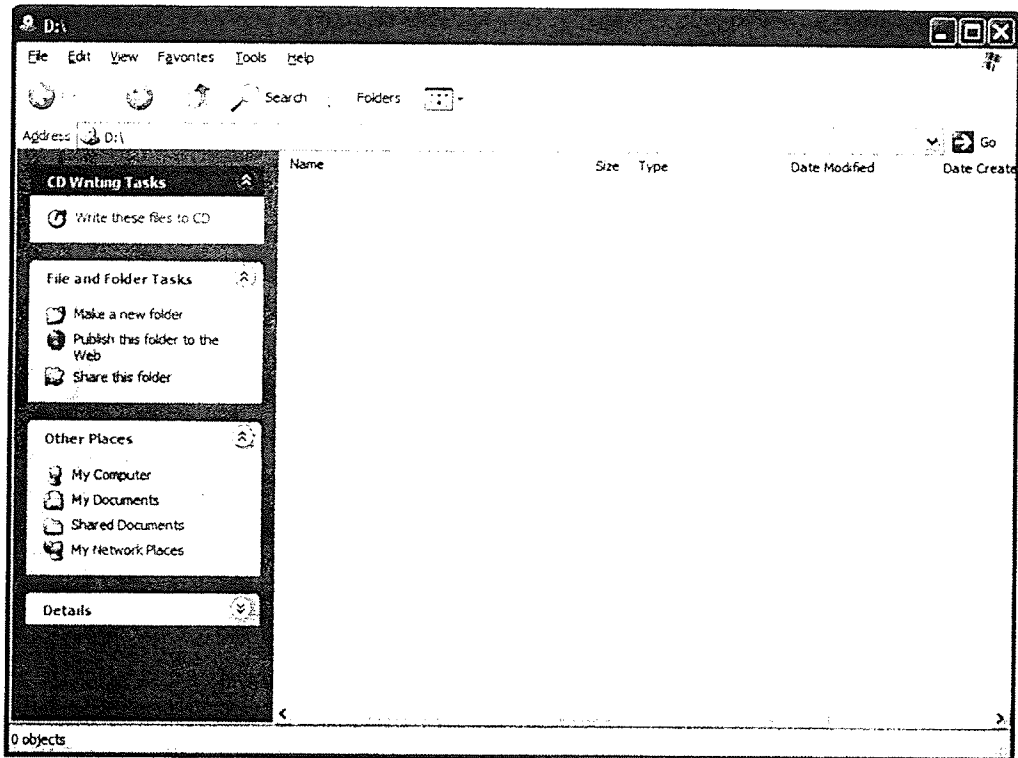 D:\
File Edit View Favorites Tools Help
Search Folders
Address D:\ Go
Name Size Type Date Modified Date Create
CD Writing Tasks
Write these files to CD
File and Folder Tasks
Make a new folder
Publish this folder to the
Web
Share this folder
Other Places
My Computer
My Documents
Shared Documents
My Network Places
Details
0 objects